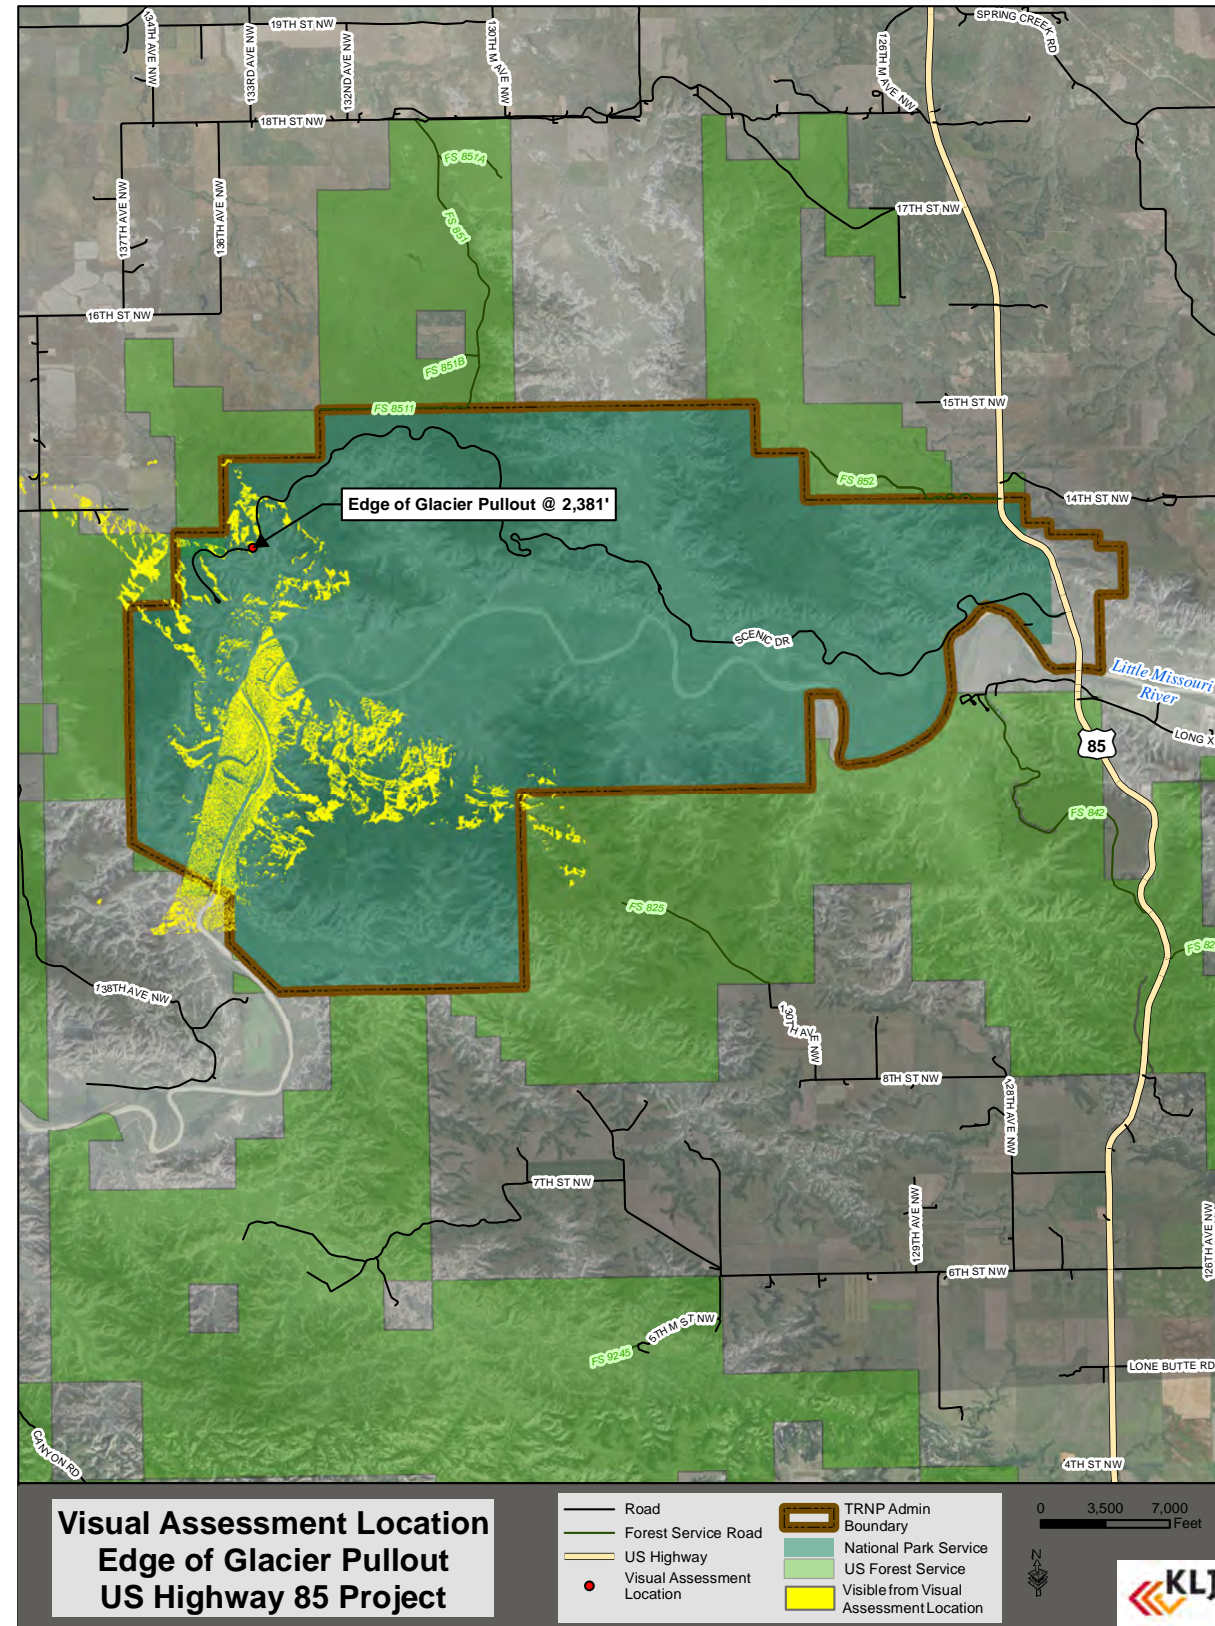 134TH AVE NW
19TH ST NW
133RD AVE NW
132ND AVE NW
130TH M AVE NW
126TH M AVE NW
SPRING CREEK RD
18TH ST NW
FS 851A
137TH AVE NW
136TH AVE NW
FS 851
17TH ST NW
16TH ST NW
FS 851B
FS 8511
15TH ST NW
FS 852
14TH ST NW
Edge of Glacier Pullout @ 2,381'
SCENIC DR
Little Missouri
River
LONG X
85
FS 842
FS 825
FS 82
138TH AVE NW
130TH AVE NW
8TH ST NW
128TH AVE NW
7TH ST NW
129TH AVE NW
126TH AVE NW
6TH ST NW
5TH M ST NW
FS 9245
LONE BUTTE RD
CANYON RD
4TH ST NW
Visual Assessment Location
Edge of Glacier Pullout
US Highway 85 Project
Road
Forest Service Road
US Highway
Visual Assessment
Location
TRNP Admin
Boundary
National Park Service
US Forest Service
Visible from Visual
Assessment Location
0 3,500 7,000
Feet
N
KLJ